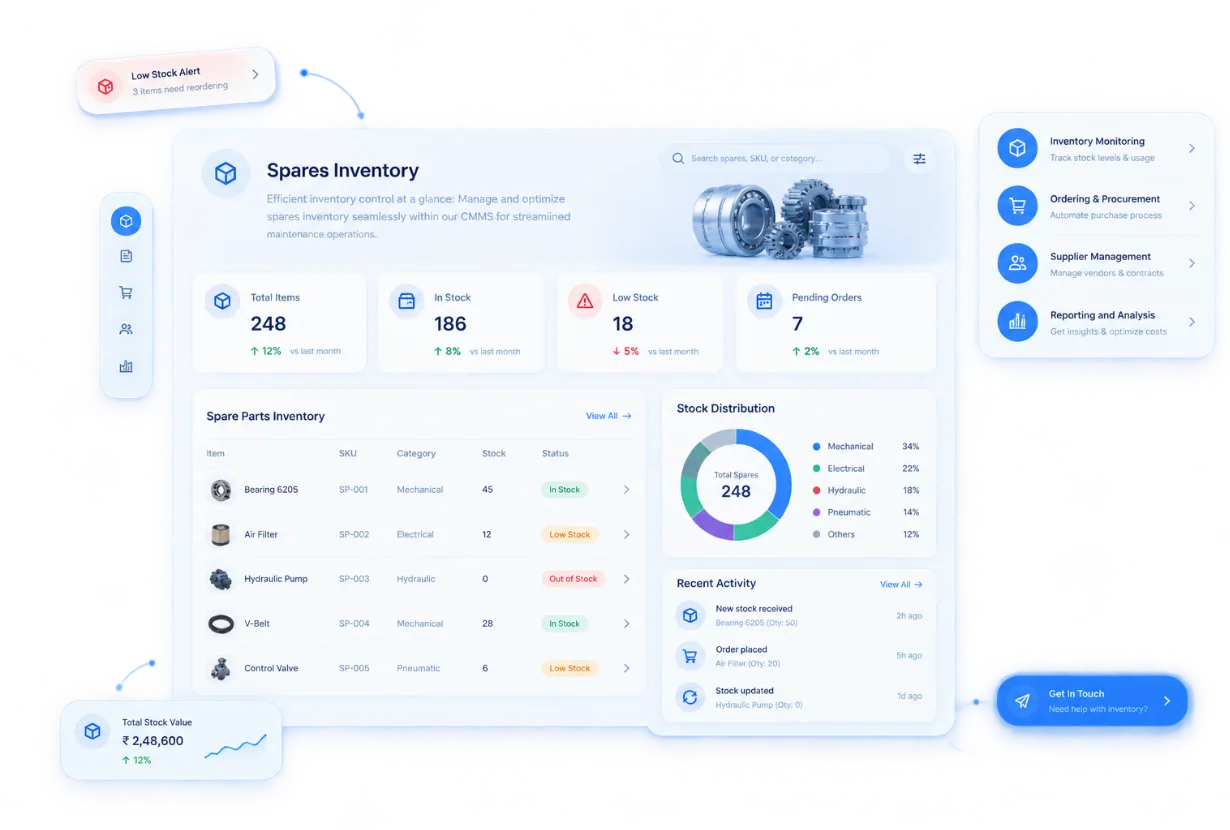 Low Stock Alert
3 items need reordering
Spares Inventory
Efficient inventory control at a glance: Manage and optimize
spares inventory seamlessly within our CMMS for streamlined
maintenance operations.
Search spares, SKU, or category....
Inventory Monitoring
Track stock levels & usage
Ordering & Procurement
Automate purchase process
Supplier Management
Manage vendors & contracts
Reporting and Analysis
Get insights & optimize costs
Total Items
248
↑ 12% vs last month
In Stock
186
↑ 8% vs last month
Low Stock
18
↓ 5% vs last month
Pending Orders
7
↑ 2% vs last month
Spare Parts Inventory
View All →
Item SKU Category Stock Status
Bearing 6205 SP-001 Mechanical 45 In Stock
Air Filter SP-002 Electrical 12 Low Stock
Hydraulic Pump SP-003 Hydraulic 0 Out of Stock
V-Belt SP-004 Mechanical 28 In Stock
Control Valve SP-005 Pneumatic 6 Low Stock
Stock Distribution
Total Spares
248
Mechanical 34%
Electrical 22%
Hydraulic 18%
Pneumatic 14%
Others 12%
Recent Activity
View All →
New stock received
Bearing 6205 (Qty: 50)
2h ago
Order placed
Air Filter (Qty: 20)
5h ago
Stock updated
Hydraulic Pump (Qty: 0)
1d ago
Total Stock Value
₹ 2,48,600
↑ 12%
Get In Touch
Need help with inventory?